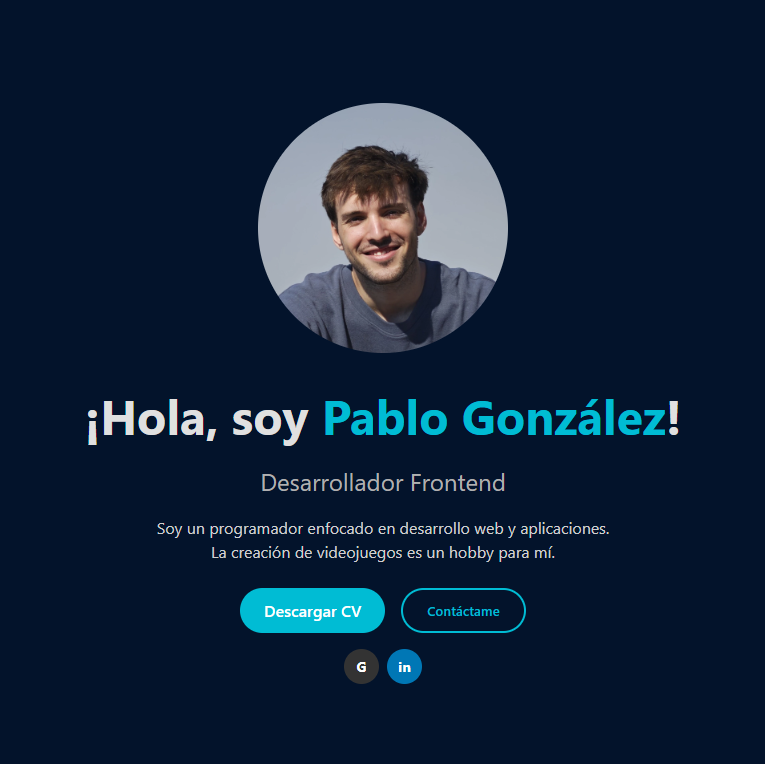 ¡Hola, soy Pablo González!
Desarrollador Frontend
Soy un programador enfocado en desarrollo web y aplicaciones.
La creación de videojuegos es un hobby para mí.
Descargar CV
Contáctame
G
in